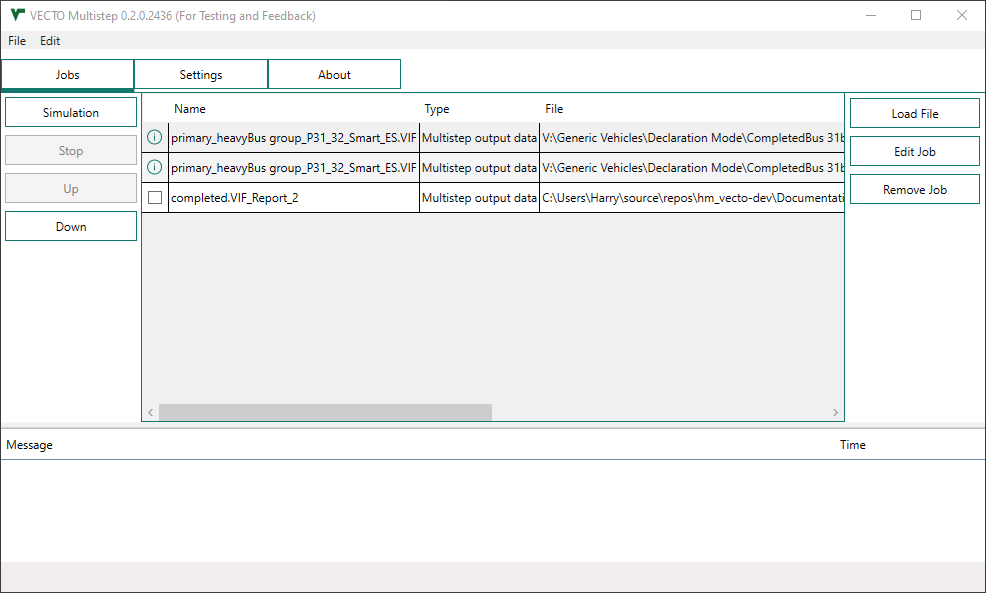 VECTO Multistep 0.2.0.2436 (For Testing and Feedback)
File Edit
Jobs Settings About
Simulation
Stop
Up
Down
Name Type File
primary_heavyBus group_P31_32_Smart_ES.VIF Multistep output data V:\Generic Vehicles\Declaration Mode\CompletedBus 31b
primary_heavyBus group_P31_32_Smart_ES.VIF Multistep output data V:\Generic Vehicles\Declaration Mode\CompletedBus 31b
completed.VIF_Report_2 Multistep output data C:\Users\Harry\source\repos\hm_vecto-dev\Documentati
Load File
Edit Job
Remove Job
Message Time